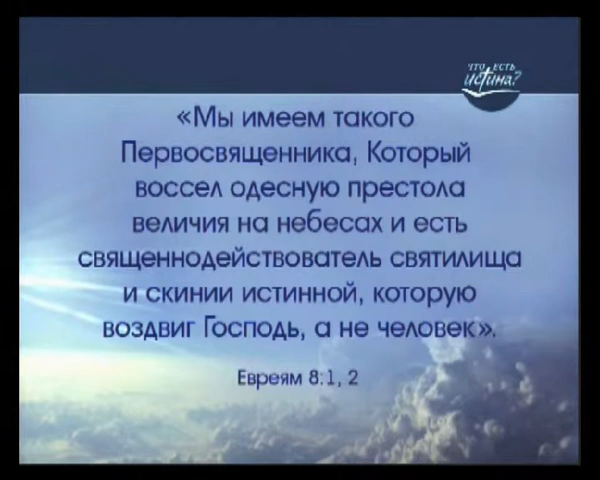 ЧТО ЕСТЬ
истина?
«Мы имеем такого
Первосвященника, Который
воссел одесную престола
величия на небесах и есть
священнодействователь святилища
и скинии истинной, которую
воздвиг Господь, а не человек».
Евреям 8:1, 2